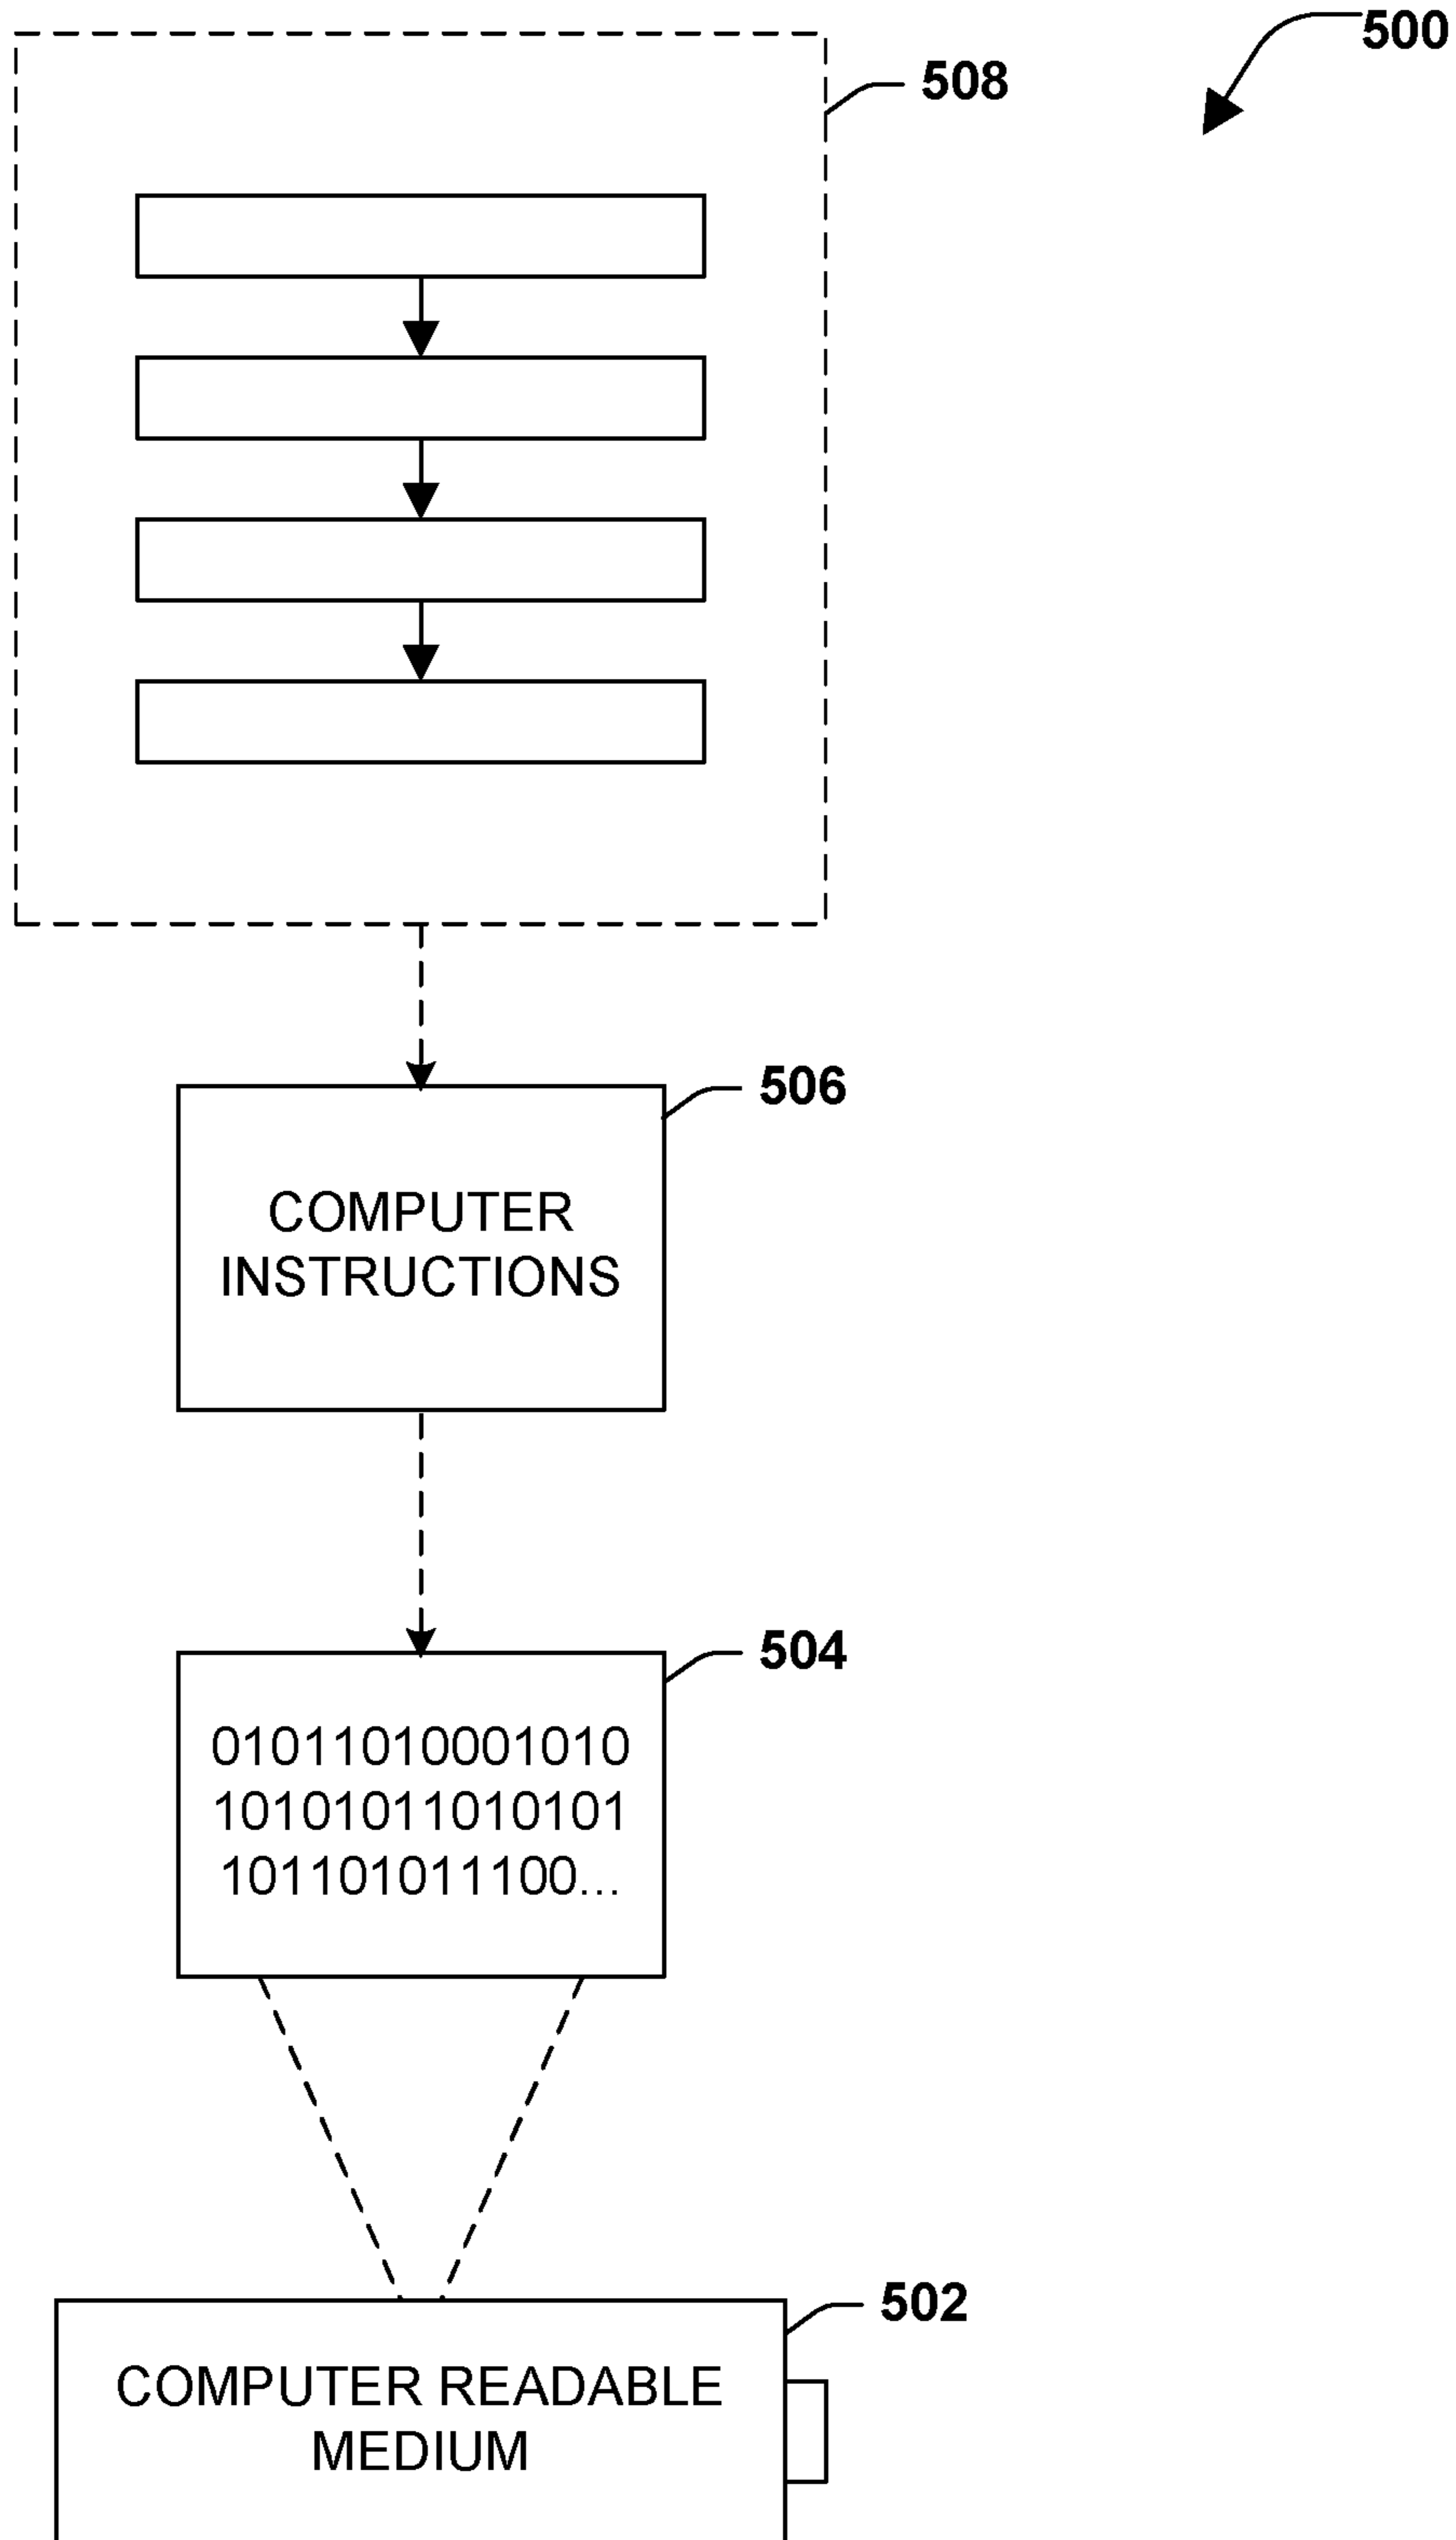 500
508
506
COMPUTER
INSTRUCTIONS
504
01011010001010
10101011010101
101101011100...
502
COMPUTER READABLE
MEDIUM